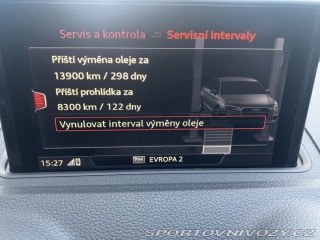 Servis a kontrola
Servisní intervaly
Příští výměna oleje za
13900 km / 298 dny
Příští prohlídka za
8300 km / 122 dny
Vynulovat interval výměny oleje
15:27
EVROPA 2
SPORTOVNIVOZY.CZ